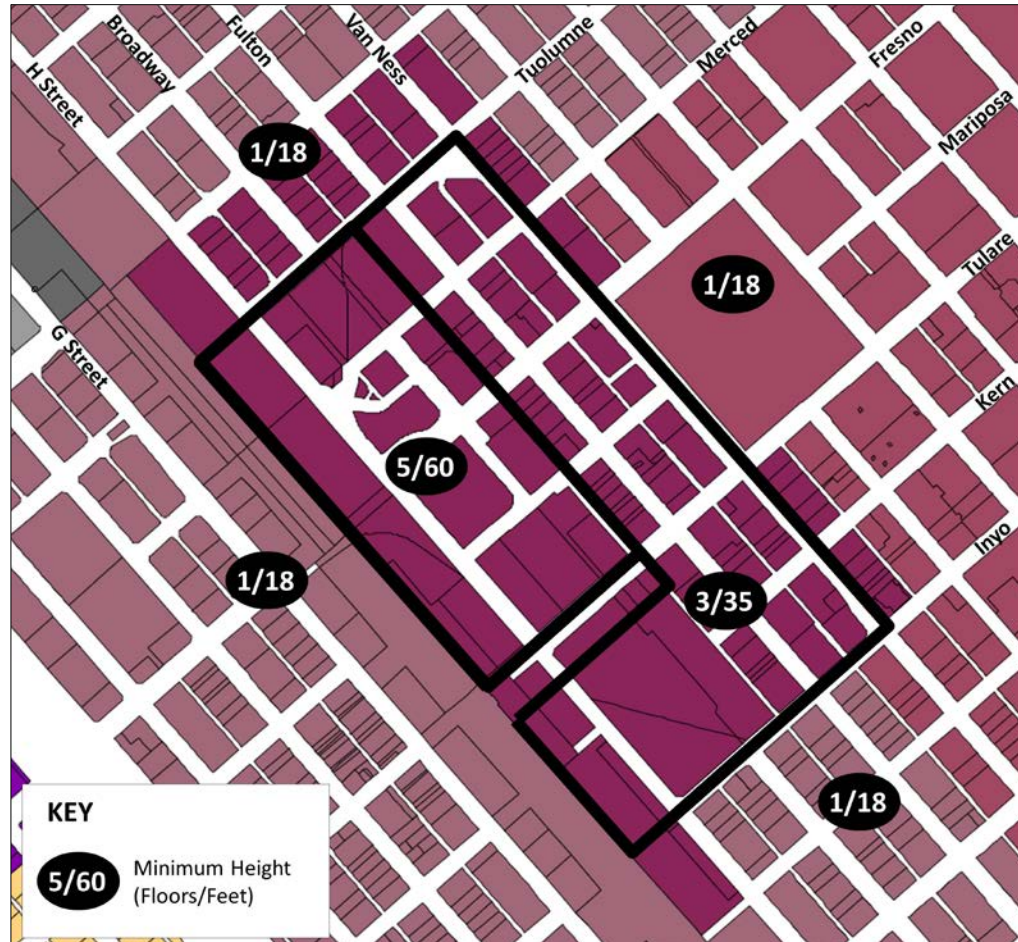 Broadway
Fulton
Van Ness
Tuolumne
Merced
Fresno
H Street
Mariposa
1/18
Tulare
1/18
G Street
Kern
5/60
Inyo
1/18
3/35
1/18
KEY
5/60
Minimum Height
(Floors/Feet)